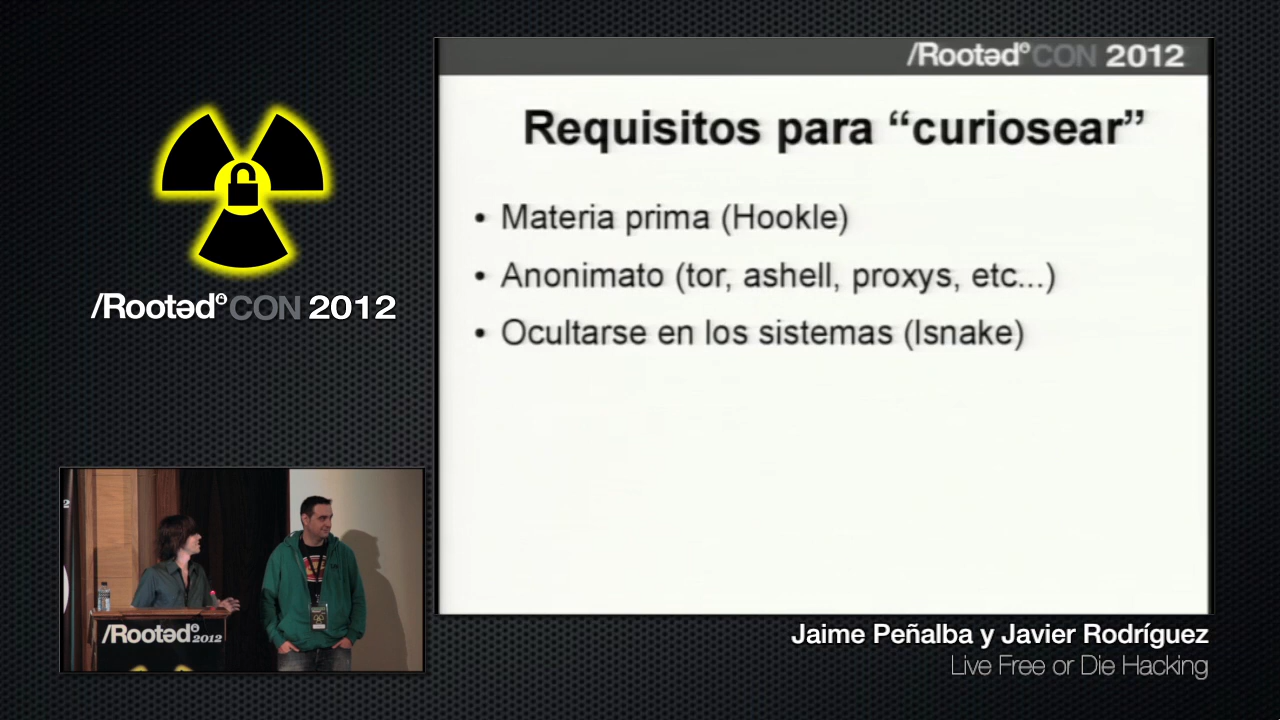 /Rootəd CON 2012
Requisitos para “curiosear”
• Materia prima (Hookle)
• Anonimato (tor, ashell, proxys, etc...)
• Ocultarse en los sistemas (Isnake)
/Rootəd CON 2012
/Rootəd 2012
Jaime Peñalba y Javier Rodríguez
Live Free or Die Hacking